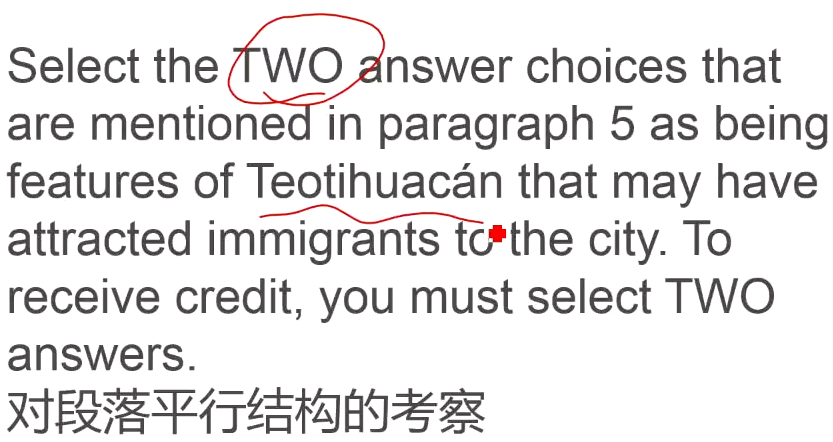 Select the TWO answer choices that
are mentioned in paragraph 5 as being
features of Teotihuacán that may have
attracted immigrants to the city. To
receive credit, you must select TWO
answers.
对段落平行结构的考察